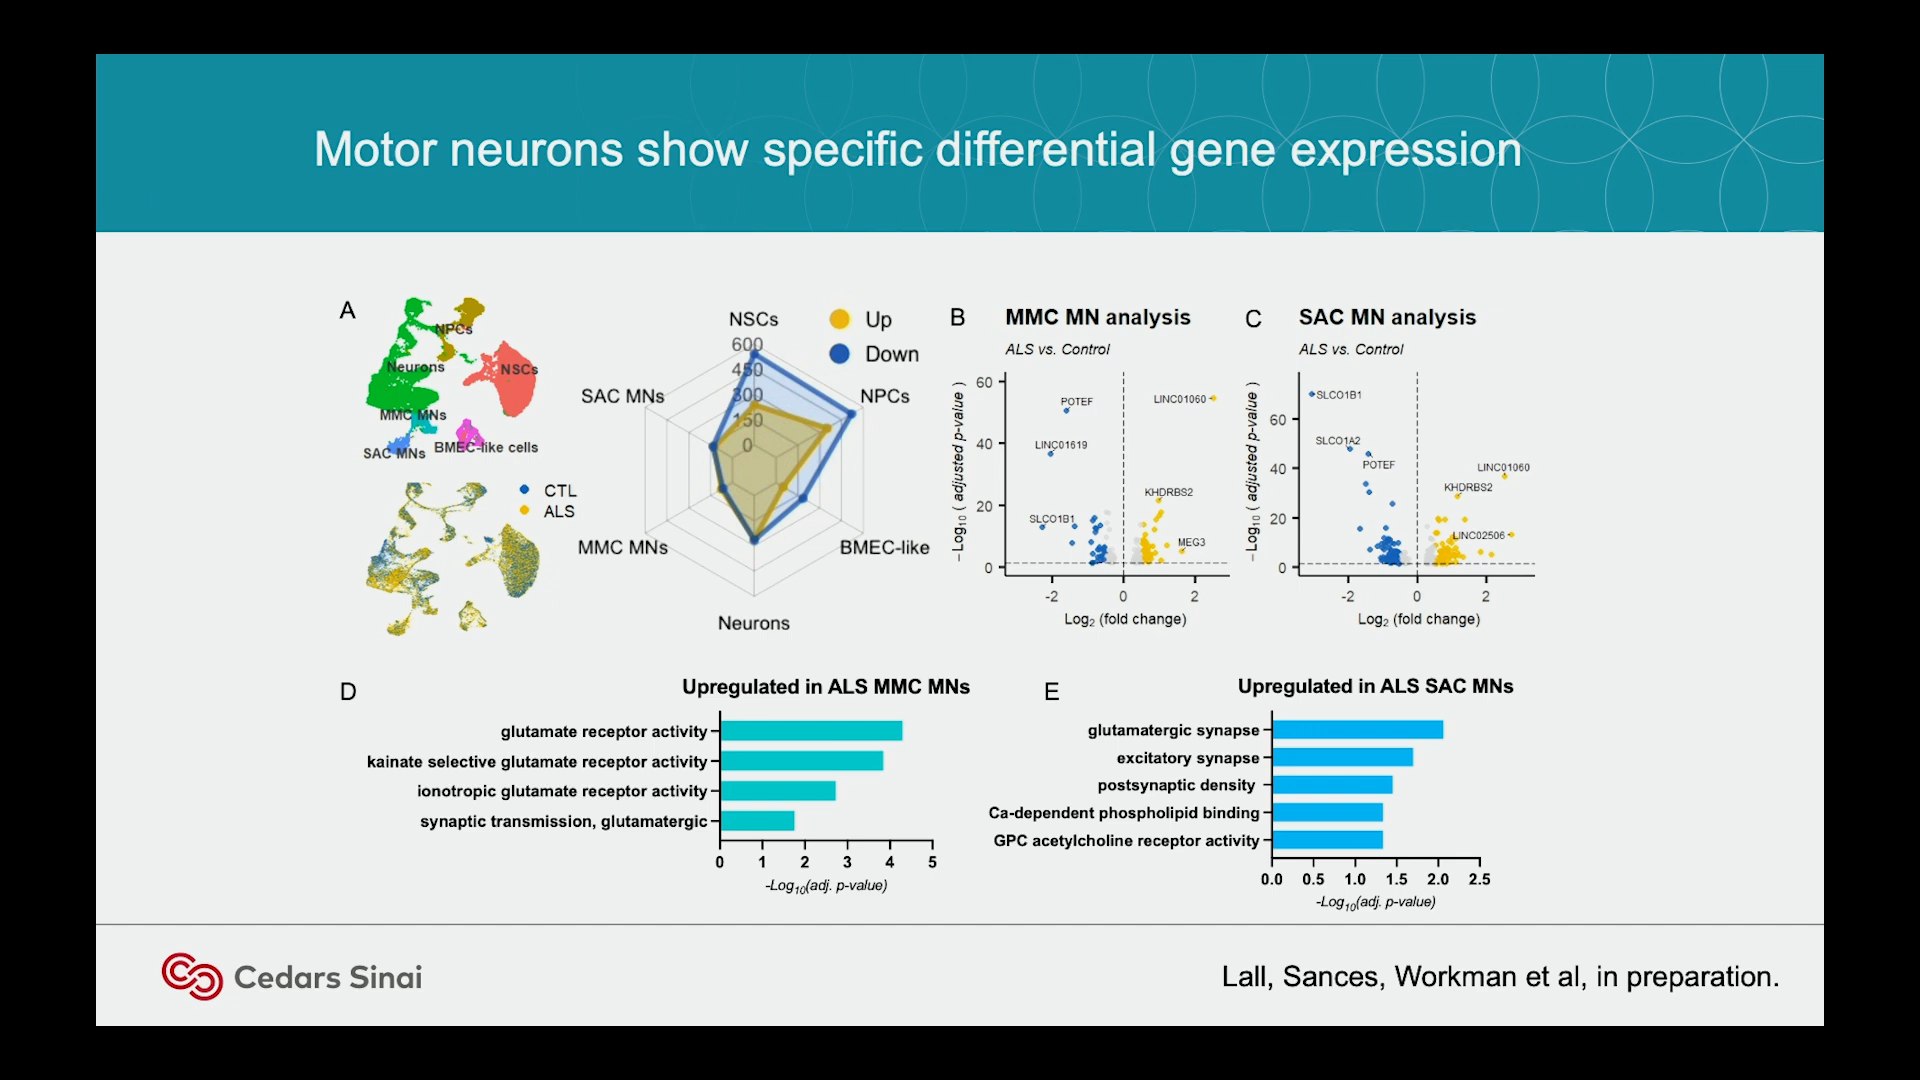 Motor neurons show specific differential gene expression
A
NPCs
Neurons
NSCs
MMC MNs
SAC MNs
BMEC-like cells
CTL
ALS
NSCs
Up
Down
600
450
300
150
0
SAC MNs
NPCs
MMC MNs
BMEC-like
Neurons
B
MMC MN analysis
ALS vs. Control
−Log10 ( adjusted p-value )
60
40
20
0
POTEF
LINC01060
LINC01619
KHDRBS2
SLCO1B1
MEG3
-2
0
2
Log2 (fold change)
C
SAC MN analysis
ALS vs. Control
−Log10 ( adjusted p-value )
60
40
20
0
SLCO1B1
SLCO1A2
POTEF
LINC01060
KHDRBS2
LINC02506
-2
0
2
Log2 (fold change)
D
Upregulated in ALS MMC MNs
glutamate receptor activity
kainate selective glutamate receptor activity
ionotropic glutamate receptor activity
synaptic transmission, glutamatergic
0 1 2 3 4 5
-Log10(adj. p-value)
E
Upregulated in ALS SAC MNs
glutamatergic synapse
excitatory synapse
postsynaptic density
Ca-dependent phospholipid binding
GPC acetylcholine receptor activity
0.0 0.5 1.0 1.5 2.0 2.5
-Log10(adj. p-value)
Cedars Sinai
Lall, Sances, Workman et al, in preparation.